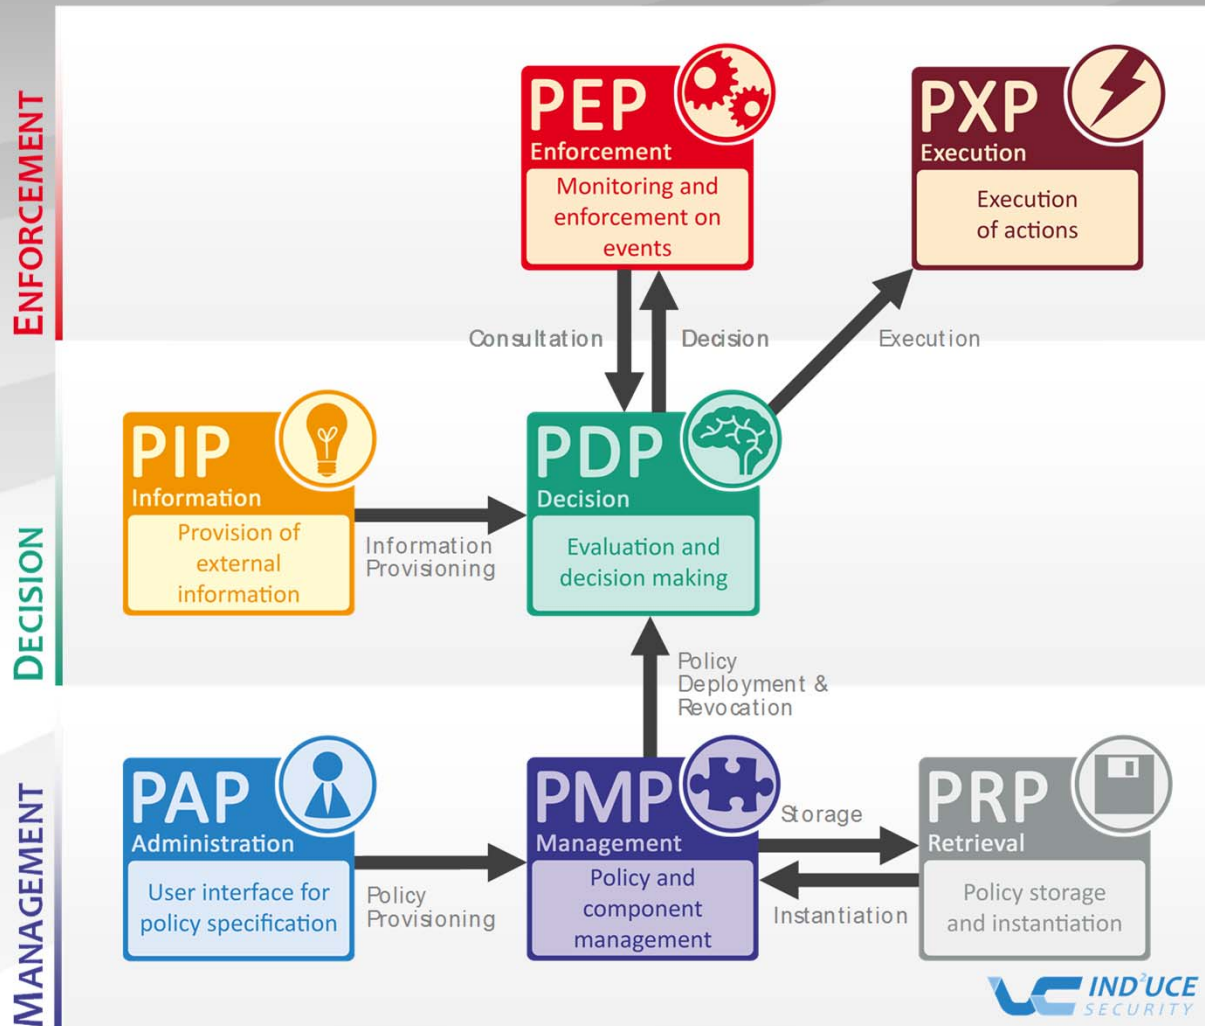 ENFORCEMENT
PEP
Enforcement
Monitoring and
enforcement on
events
PXP
Execution
Execution
of actions
Consultation
Decision
Execution
DECISION
PIP
Information
Provision of
external
information
Information
Provisioning
PDP
Decision
Evaluation and
decision making
Policy
Deployment &
Revocation
MANAGEMENT
PAP
Administration
User interface for
policy specification
Policy
Provisioning
PMP
Management
Policy and
component
management
Storage
Instantiation
PRP
Retrieval
Policy storage
and instantiation
IND²UCE
SECURITY